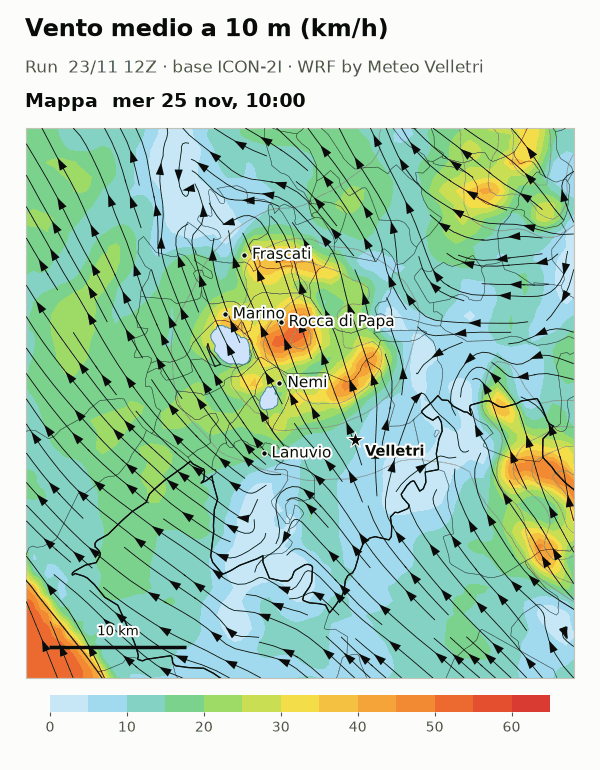 Vento medio a 10 m (km/h)
Run  23/11 12Z · base ICON-2I · WRF by Meteo Velletri
Mappa  mer 25 nov, 10:00
Frascati
Marino
Rocca di Papa
Nemi
Velletri
Lanuvio
10 km
0 10 20 30 40 50 60